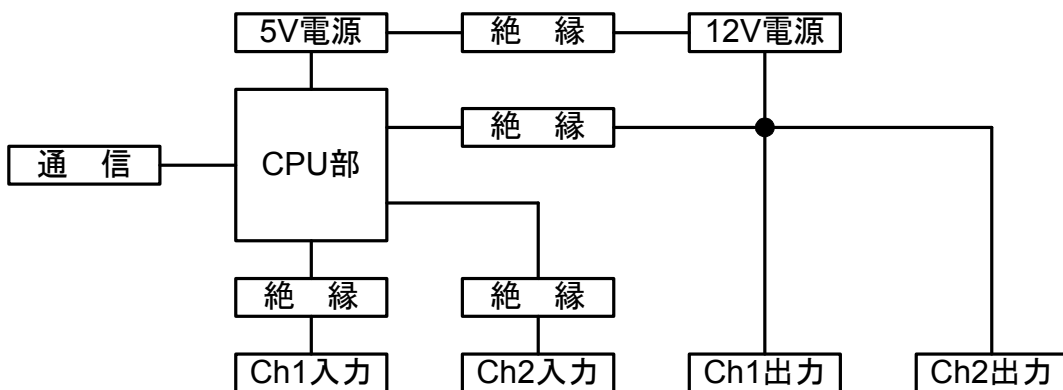 5V電源 絶　縁 12V電源
絶　縁
通　信 CPU部
絶　縁 絶　縁
Ch1入力 Ch2入力 Ch1出力 Ch2出力